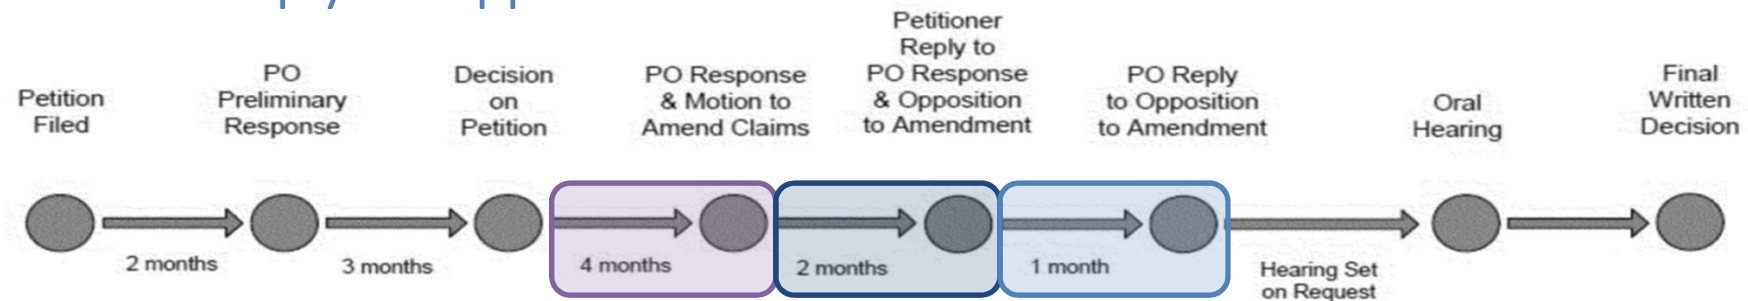 Petition
Filed
PO
Preliminary
Response
Decision
on
Petition
PO Response
& Motion to
Amend Claims
Petitioner
Reply to
PO Response
& Opposition
to Amendment
PO Reply
to Opposition
to Amendment
Oral
Hearing
Final
Written
Decision
2 months
3 months
4 months
2 months
1 month
Hearing Set
on Request